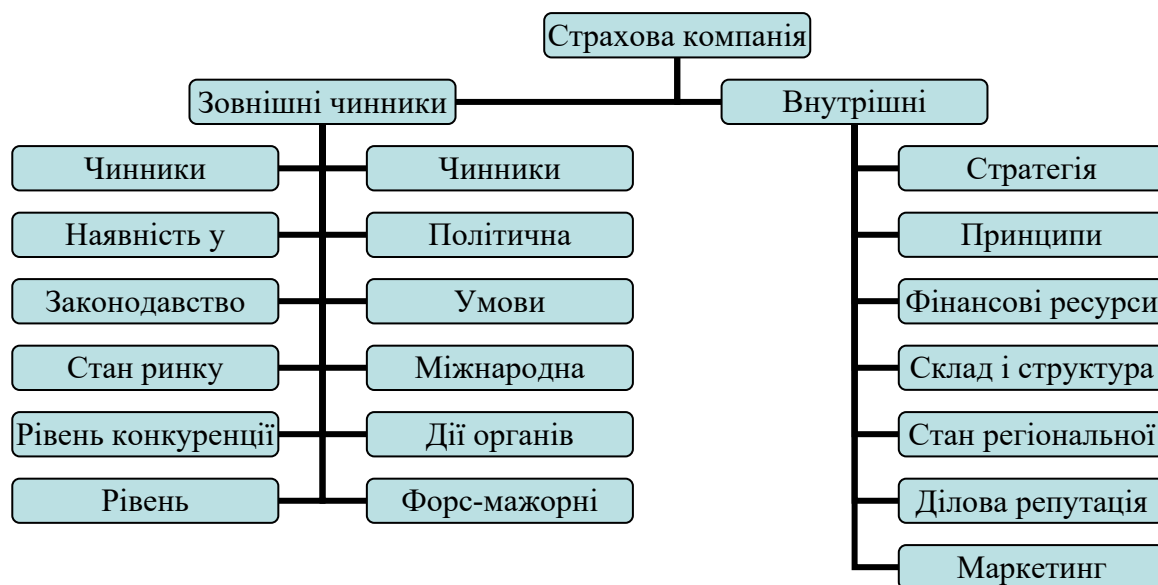 Страхова компанія
Зовнішні чинники
Внутрішні
Чинники
Чинники
Стратегія
Наявність у
Політична
Принципи
Законодавство
Умови
Фінансові ресурси
Стан ринку
Міжнародна
Склад і структура
Рівень конкуренції
Дії органів
Стан регіональної
Рівень
Форс-мажорні
Ділова репутація
Маркетинг